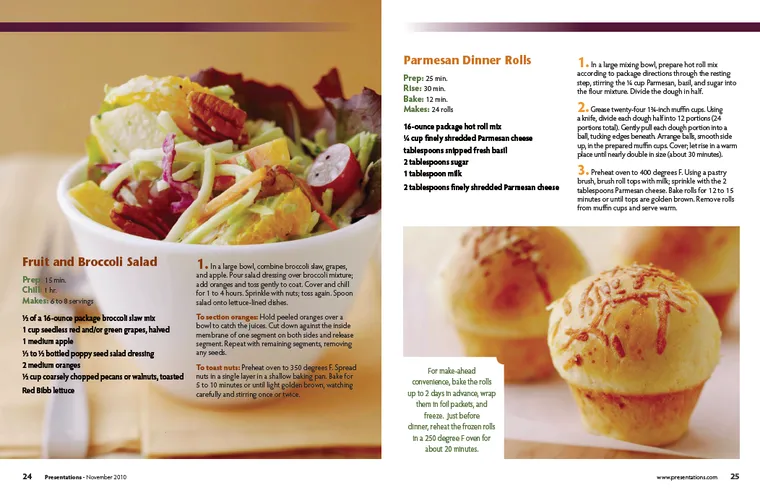 Fruit and Broccoli Salad
Prep: 15 min.
Chill: 1 hr.
Makes: 6 to 8 servings
½ of a 16-ounce package broccoli slaw mix
1 cup seedless red and/or green grapes, halved
1 medium apple
⅓ to ½ bottled poppy seed salad dressing
2 medium oranges
½ cup coarsely chopped pecans or walnuts, toasted
Red Bibb lettuce
1. In a large bowl, combine broccoli slaw, grapes,
and apple. Pour salad dressing over broccoli mixture;
add oranges and toss gently to coat. Cover and chill
for 1 to 4 hours. Sprinkle with nuts; toss again. Spoon
salad onto lettuce-lined dishes.
To section oranges: Hold peeled oranges over a
bowl to catch the juices. Cut down against the inside
membrane of one segment on both sides and release
segment. Repeat with remaining segments, removing
any seeds.
To toast nuts: Preheat oven to 350 degrees F. Spread
nuts in a single layer in a shallow baking pan. Bake for
5 to 10 minutes or until light golden brown, watching
carefully and stirring once or twice.
24 Presentations - November 2010
Parmesan Dinner Rolls
Prep: 25 min.
Rise: 30 min.
Bake: 12 min.
Makes: 24 rolls
16-ounce package hot roll mix
¼ cup finely shredded Parmesan cheese
tablespoons snipped fresh basil
2 tablespoons sugar
1 tablespoon milk
2 tablespoons finely shredded Parmesan cheese
1. In a large mixing bowl, prepare hot roll mix
according to package directions through the resting
step, stirring the ¼ cup Parmesan, basil, and sugar into
the flour mixture. Divide the dough in half.
2. Grease twenty-four 1¾-inch muffin cups. Using
a knife, divide each dough half into 12 portions (24
portions total). Gently pull each dough portion into a
ball, tucking edges beneath. Arrange balls, smooth side
up, in the prepared muffin cups. Cover; let rise in a warm
place until nearly double in size (about 30 minutes).
3. Preheat oven to 400 degrees F. Using a pastry
brush, brush roll tops with milk; sprinkle with the 2
tablespoons Parmesan cheese. Bake rolls for 12 to 15
minutes or until tops are golden brown. Remove rolls
from muffin cups and serve warm.
For make-ahead
convenience, bake the rolls
up to 2 days in advance, wrap
them in foil packets, and
freeze. Just before
dinner, reheat the frozen rolls
in a 250 degree F oven for
about 20 minutes.
www.presentations.com 25